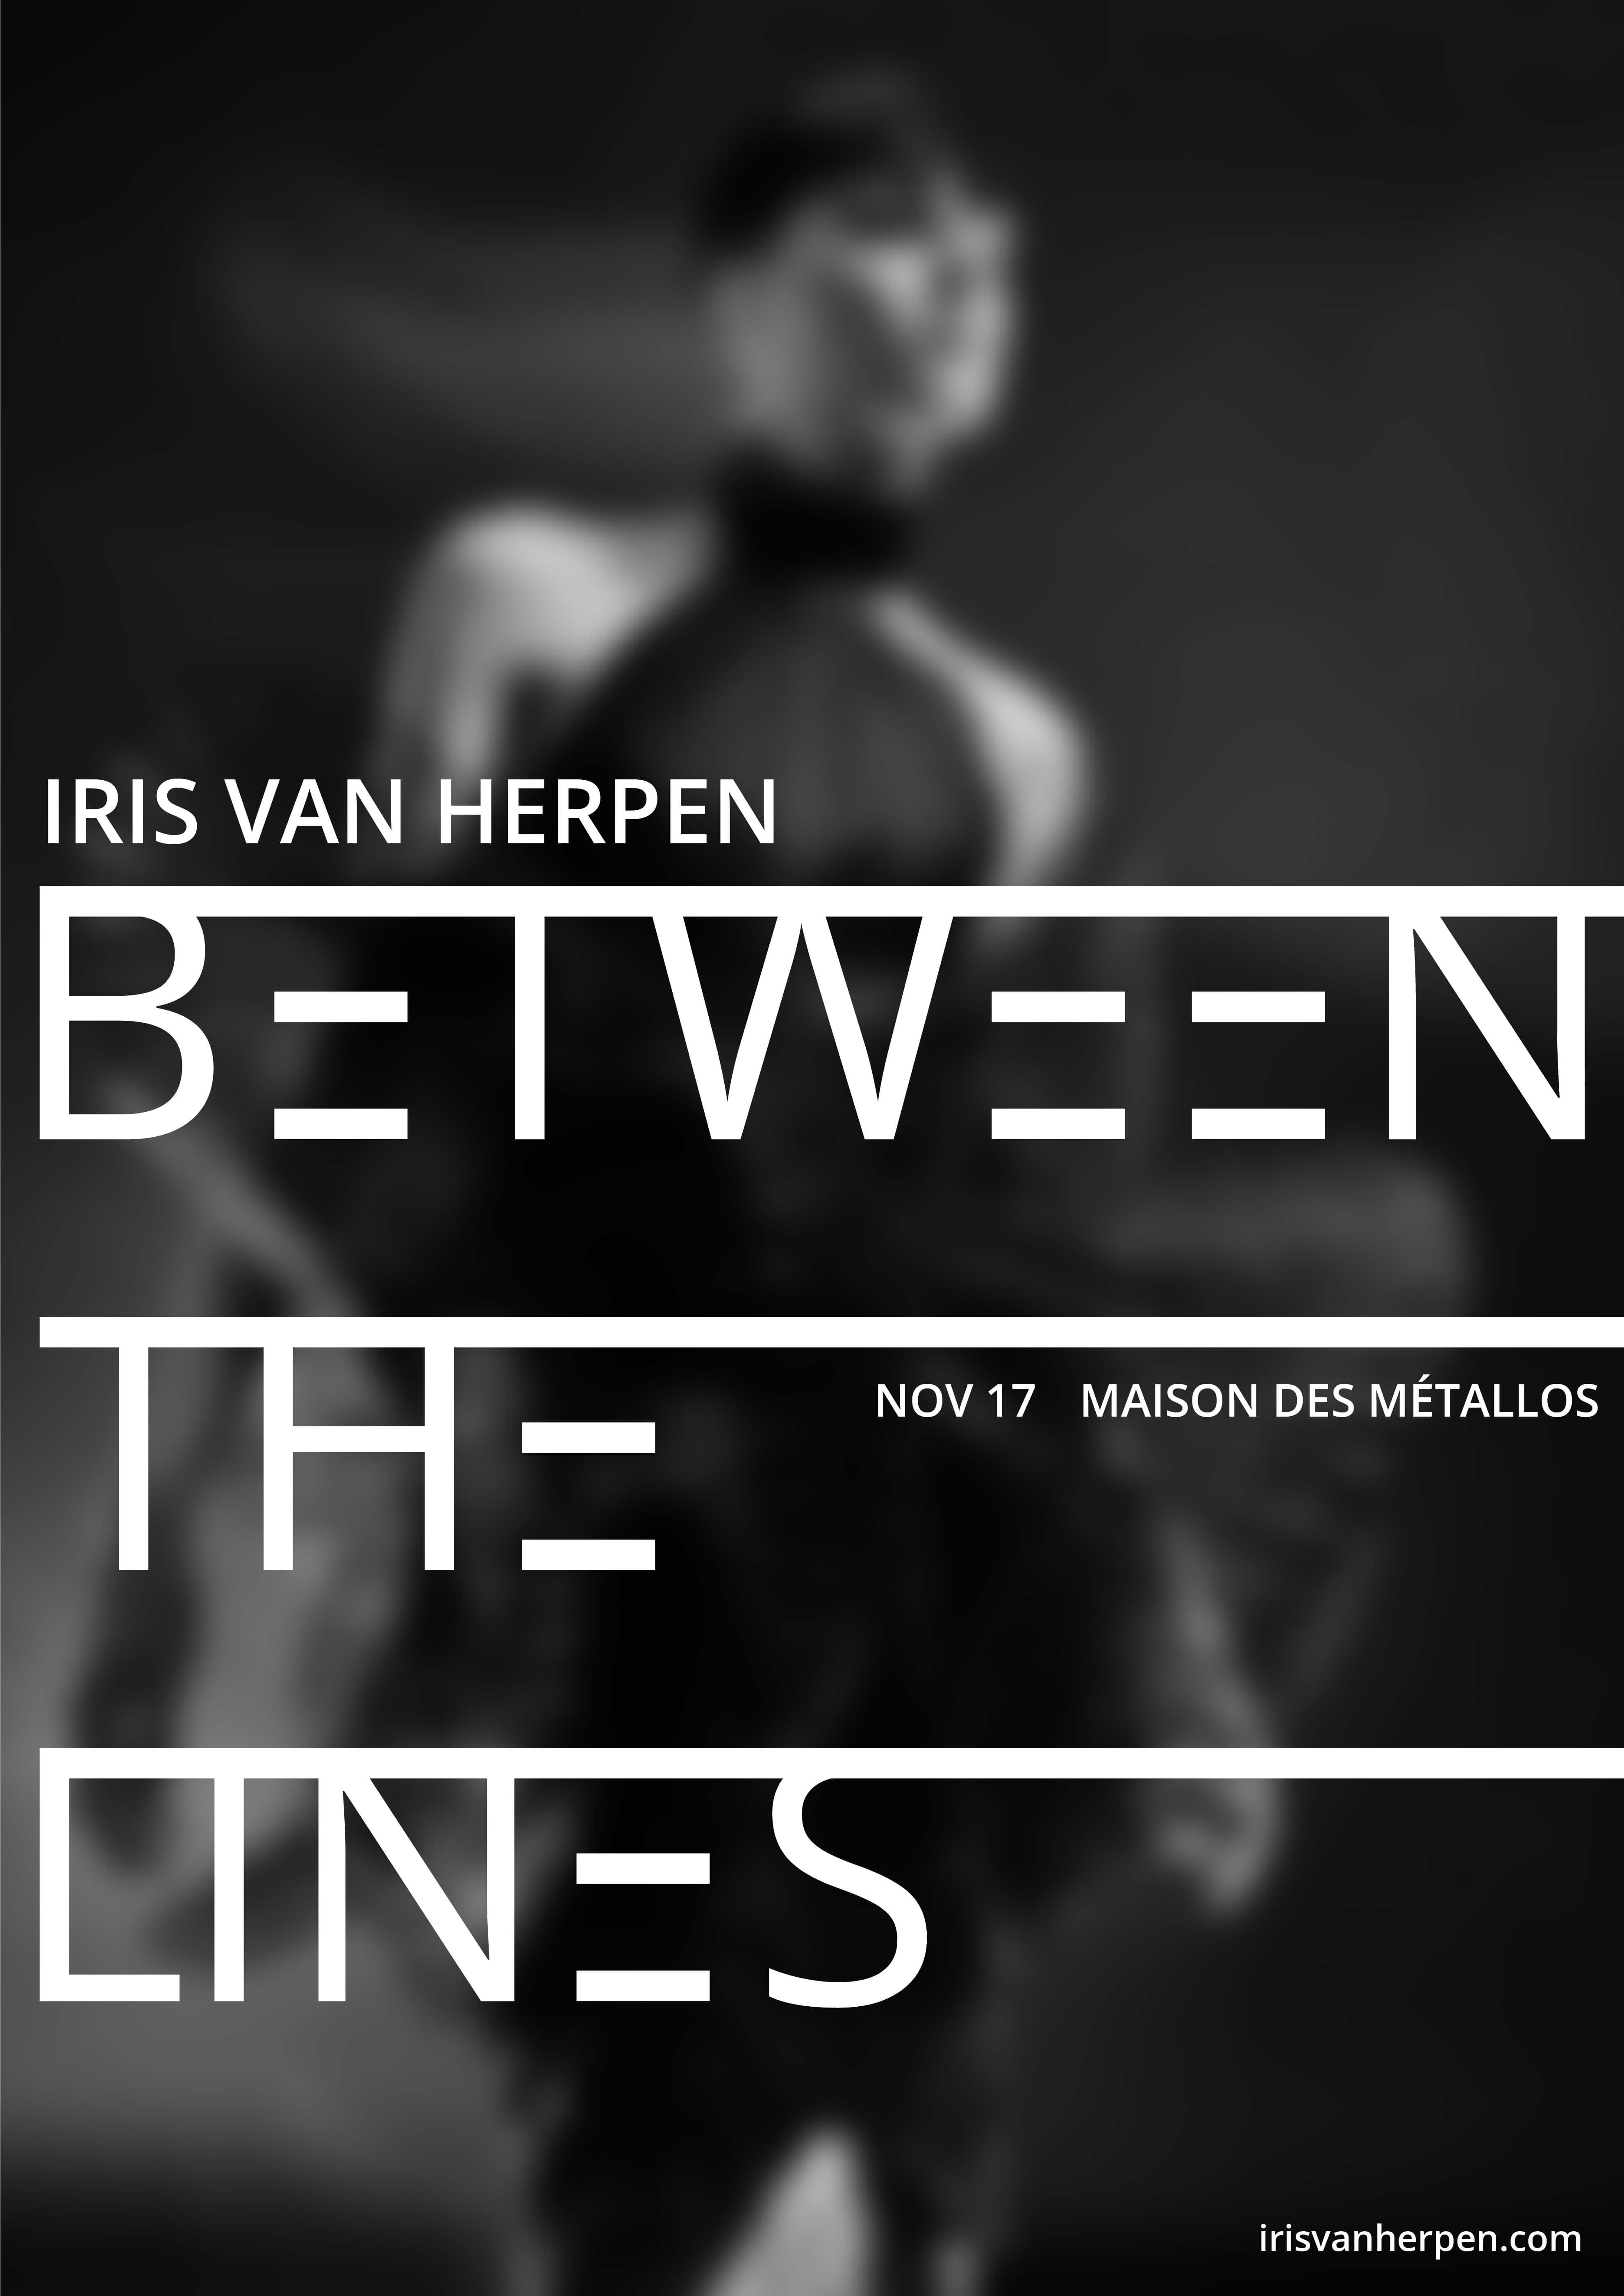 IRIS VAN HERPEN
BETWEEN
THE
NOV 17 MAISON DES MÉTALLOS
LINES
irisvanherpen.com